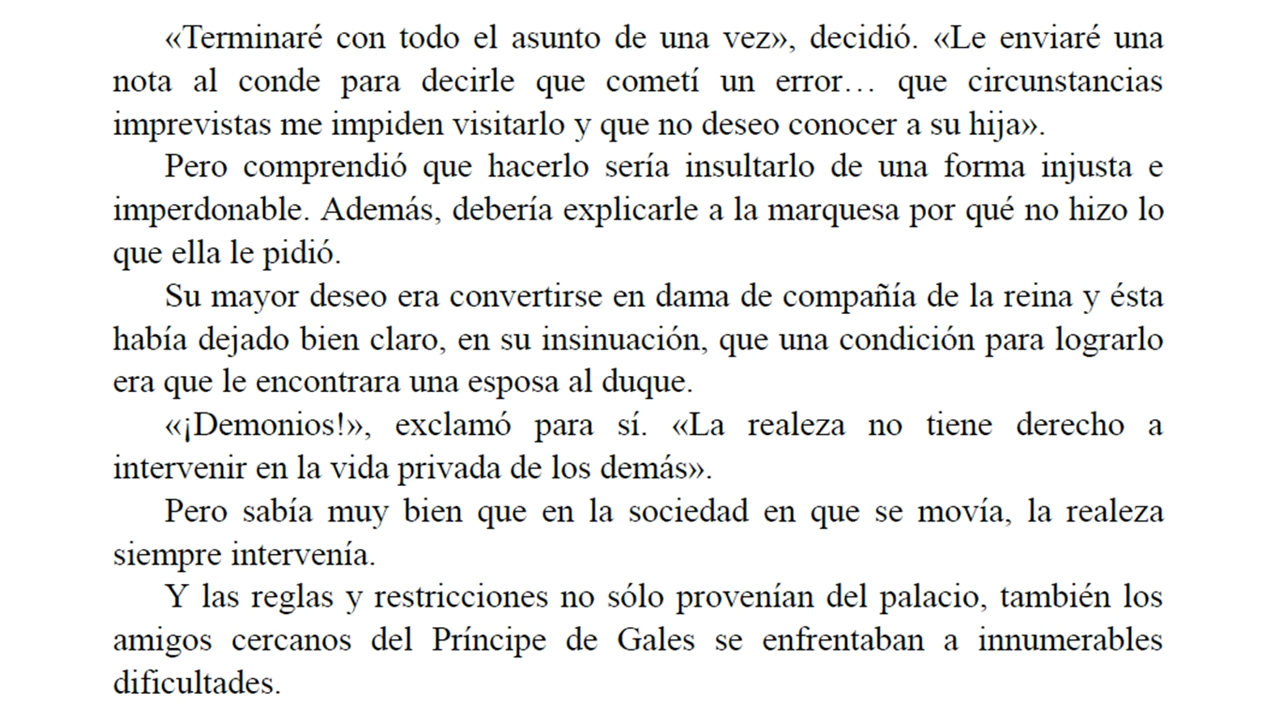 «Terminaré con todo el asunto de una vez», decidió. «Le enviaré una
nota al conde para decirle que cometí un error… que circunstancias
imprevistas me impiden visitarlo y que no deseo conocer a su hija».
Pero comprendió que hacerlo sería insultarlo de una forma injusta e
imperdonable. Además, debería explicarle a la marquesa por qué no hizo lo
que ella le pidió.
Su mayor deseo era convertirse en dama de compañía de la reina y ésta
había dejado bien claro, en su insinuación, que una condición para lograrlo
era que le encontrara una esposa al duque.
«¡Demonios!», exclamó para sí. «La realeza no tiene derecho a
intervenir en la vida privada de los demás».
Pero sabía muy bien que en la sociedad en que se movía, la realeza
siempre intervenía.
Y las reglas y restricciones no sólo provenían del palacio, también los
amigos cercanos del Príncipe de Gales se enfrentaban a innumerables
dificultades.